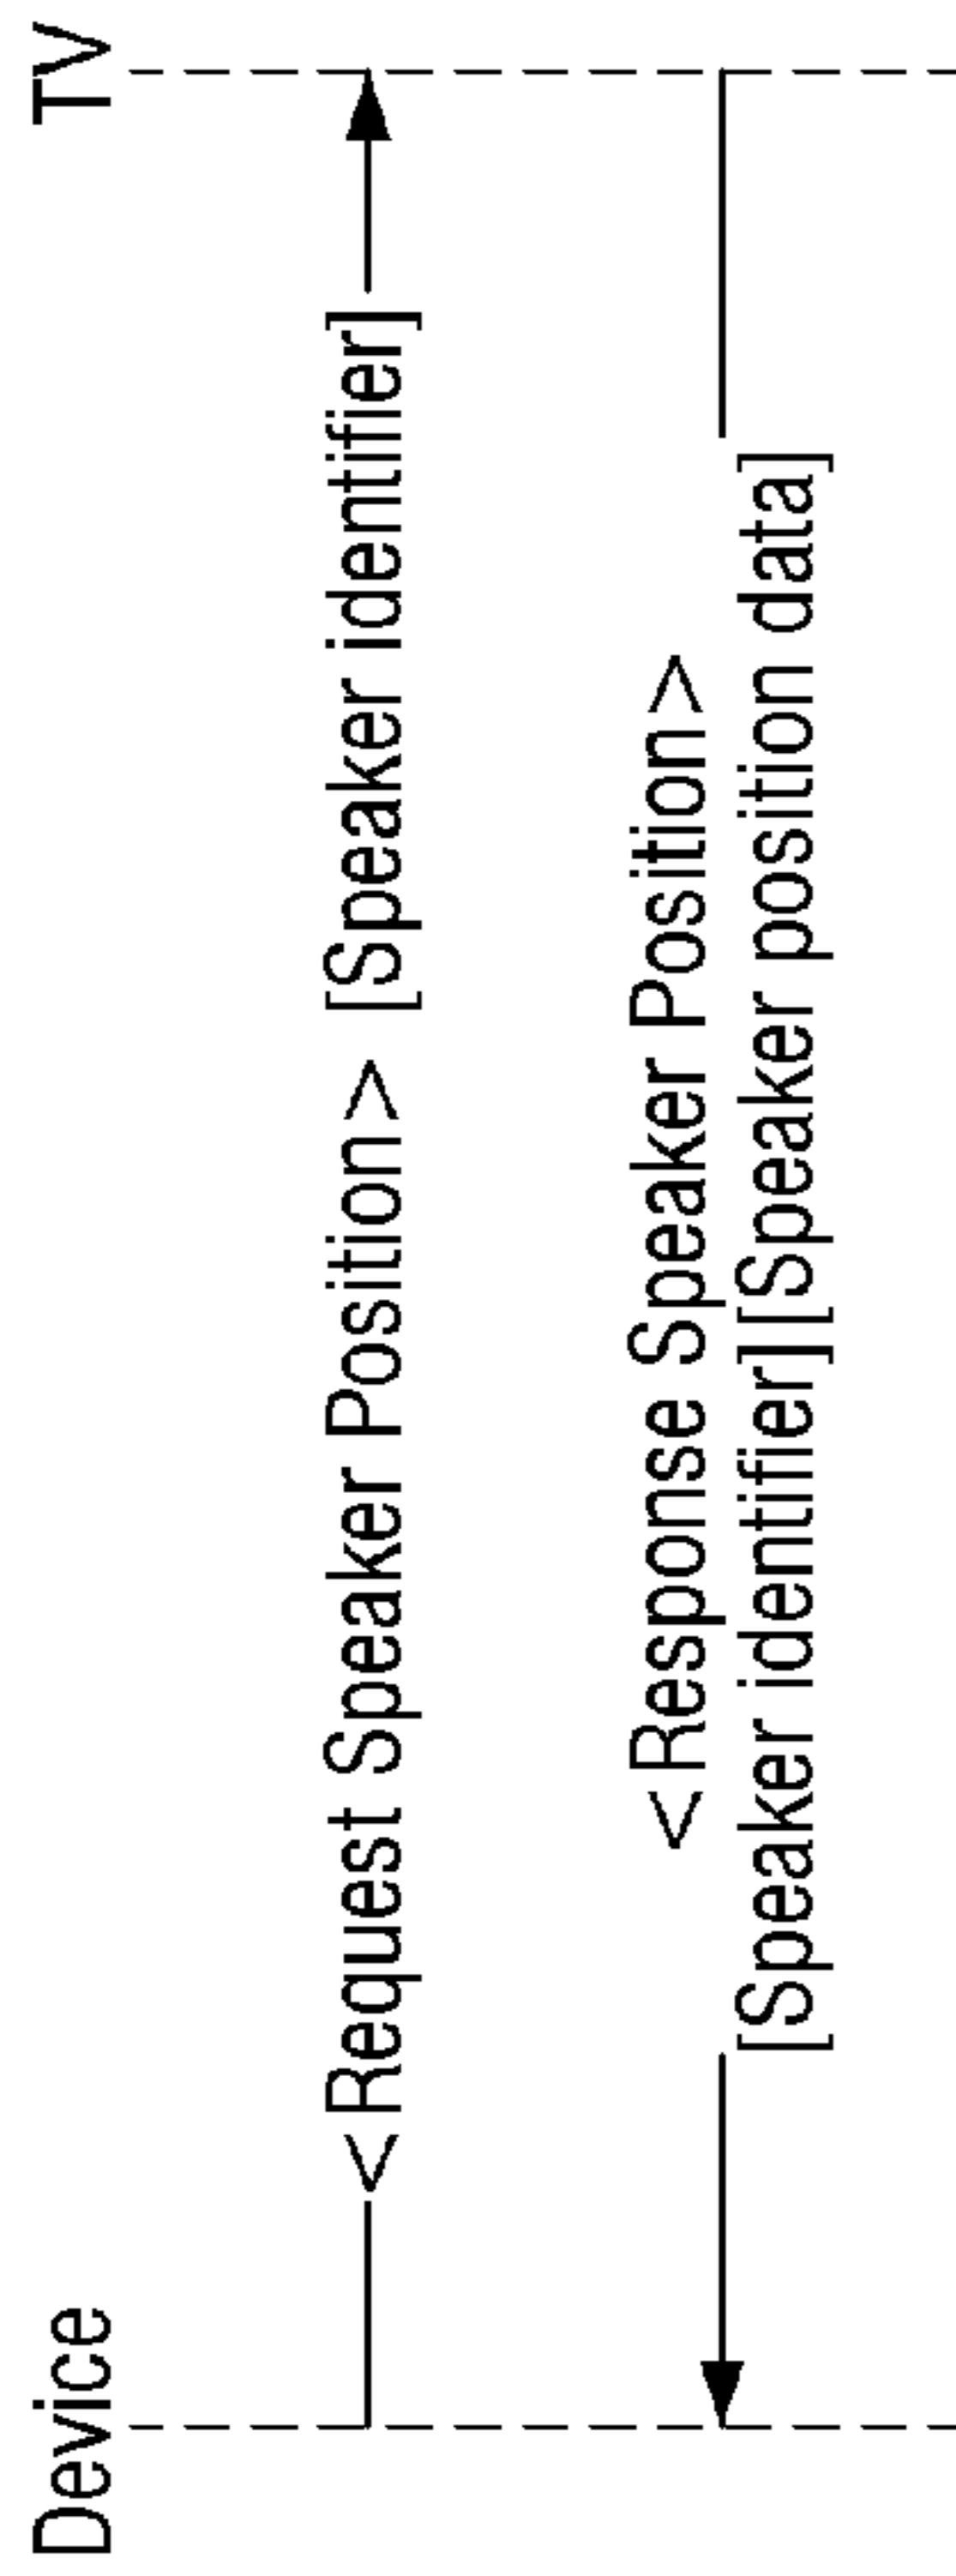 Device
TV
<Request Speaker Position> [Speaker identifier]
<Response Speaker Position>
[Speaker identifier][Speaker position data]